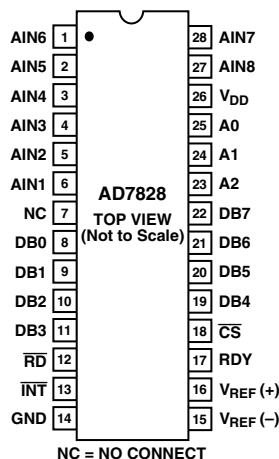 AIN6 1 28 AIN7
AIN5 2 27 AIN8
AIN4 3 26 VDD
AIN3 4 25 A0
AIN2 5 24 A1
AIN1 6 23 A2
AD7828
TOP VIEW
(Not to Scale)
NC 7 22 DB7
DB0 8 21 DB6
DB1 9 20 DB5
DB2 10 19 DB4
DB3 11 18 C̅S̅
R̅D̅ 12 17 RDY
I̅N̅T̅ 13 16 VREF (+)
GND 14 15 VREF (–)
NC = NO CONNECT